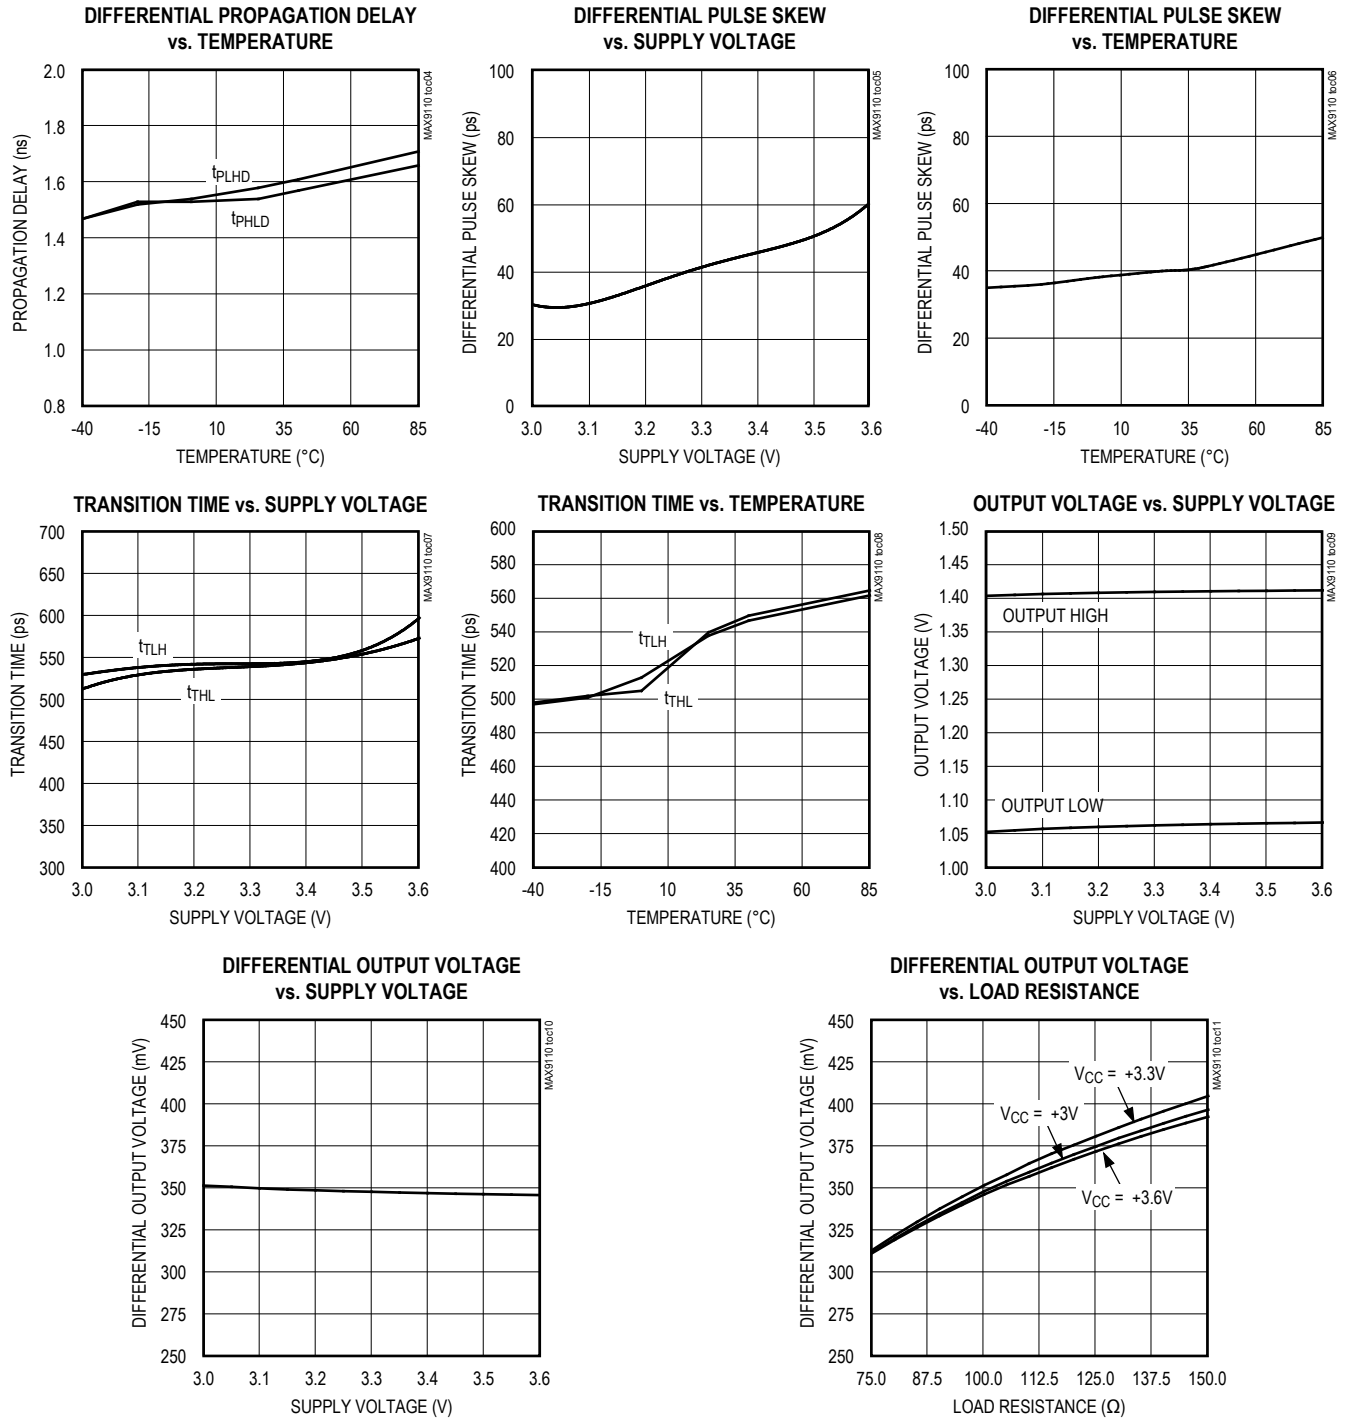 DIFFERENTIAL PROPAGATION DELAY
vs. TEMPERATURE
MAX9110 toc04
PROPAGATION DELAY (ns)
2.0
1.8
1.6
1.4
1.2
1.0
0.8
tPLHD
tPHLD
-40 -15 10 35 60 85
TEMPERATURE (°C)
DIFFERENTIAL PULSE SKEW
vs. SUPPLY VOLTAGE
MAX9110 toc05
DIFFERENTIAL PULSE SKEW (ps)
100
80
60
40
20
0
3.0 3.1 3.2 3.3 3.4 3.5 3.6
SUPPLY VOLTAGE (V)
DIFFERENTIAL PULSE SKEW
vs. TEMPERATURE
MAX9110 toc06
DIFFERENTIAL PULSE SKEW (ps)
100
80
60
40
20
0
-40 -15 10 35 60 85
TEMPERATURE (°C)
TRANSITION TIME vs. SUPPLY VOLTAGE
MAX9110 toc07
TRANSITION TIME (ps)
700
650
600
550
500
450
400
350
300
tTLH
tTHL
3.0 3.1 3.2 3.3 3.4 3.5 3.6
SUPPLY VOLTAGE (V)
TRANSITION TIME vs. TEMPERATURE
MAX9110 toc08
TRANSITION TIME (ps)
600
580
560
540
520
500
480
460
440
420
400
tTLH
tTHL
-40 -15 10 35 60 85
TEMPERATURE (°C)
OUTPUT VOLTAGE vs. SUPPLY VOLTAGE
MAX9110 toc09
OUTPUT VOLTAGE (V)
1.50
1.45
1.40
1.35
1.30
1.25
1.20
1.15
1.10
1.05
1.00
OUTPUT HIGH
OUTPUT LOW
3.0 3.1 3.2 3.3 3.4 3.5 3.6
SUPPLY VOLTAGE (V)
DIFFERENTIAL OUTPUT VOLTAGE
vs. SUPPLY VOLTAGE
MAX9110 toc10
DIFFERENTIAL OUTPUT VOLTAGE (mV)
450
425
400
375
350
325
300
275
250
3.0 3.1 3.2 3.3 3.4 3.5 3.6
SUPPLY VOLTAGE (V)
DIFFERENTIAL OUTPUT VOLTAGE
vs. LOAD RESISTANCE
MAX9110 toc11
DIFFERENTIAL OUTPUT VOLTAGE (mV)
450
425
400
375
350
325
300
275
250
VCC = +3.3V
VCC = +3V
VCC = +3.6V
75.0 87.5 100.0 112.5 125.0 137.5 150.0
LOAD RESISTANCE (Ω)